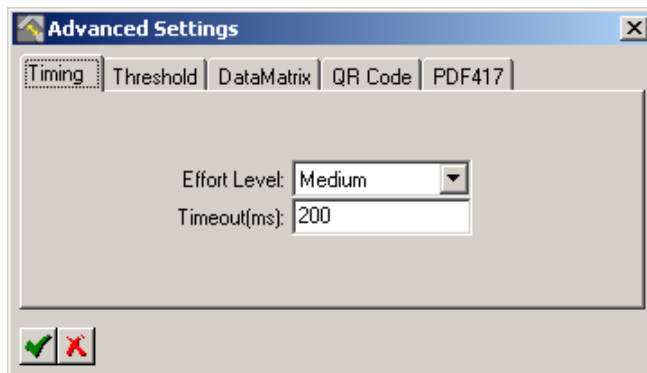 Advanced Settings
Timing Threshold DataMatrix QR Code PDF417
Effort Level: Medium
Timeout(ms): 200